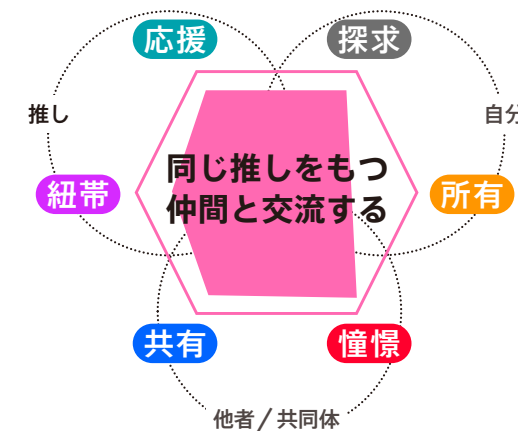 応援
探求
推し
自分
同じ推しをもつ
仲間と交流する
紐帯
所有
共有
憧憬
他者/共同体